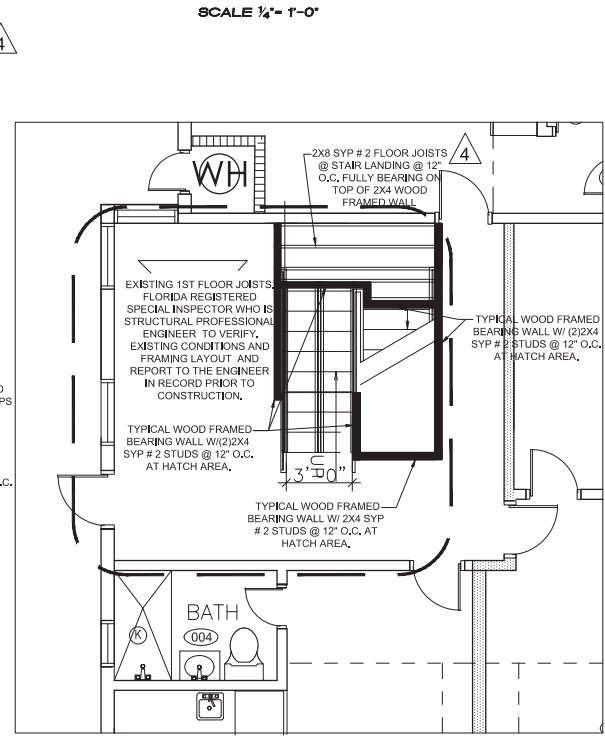 SCALE ¼"= 1'-0"
4
2X8 SYP # 2 FLOOR JOISTS
@ STAIR LANDING @ 12"
O.C. FULLY BEARING ON
TOP OF 2X4 WOOD
FRAMED WALL
4
WH
EXISTING 1ST FLOOR JOISTS,
FLORIDA REGISTERED
SPECIAL INSPECTOR WHO IS
STRUCTURAL PROFESSIONAL
ENGINEER TO VERIFY.
EXISTING CONDITIONS AND
FRAMING LAYOUT AND
REPORT TO THE ENGINEER
IN RECORD PRIOR TO
CONSTRUCTION.
TYPICAL WOOD FRAMED
BEARING WALL W/ (2)2X4
SYP # 2 STUDS @ 12" O.C.
AT HATCH AREA.
PS
TYPICAL WOOD FRAMED
BEARING WALL W/(2)2X4
SYP # 2 STUDS @ 12" O.C.
AT HATCH AREA.
.C.
UP
3'-0"
TYPICAL WOOD FRAMED
BEARING WALL W/ 2X4 SYP
# 2 STUDS @ 12" O.C. AT
HATCH AREA.
BATH
K
004